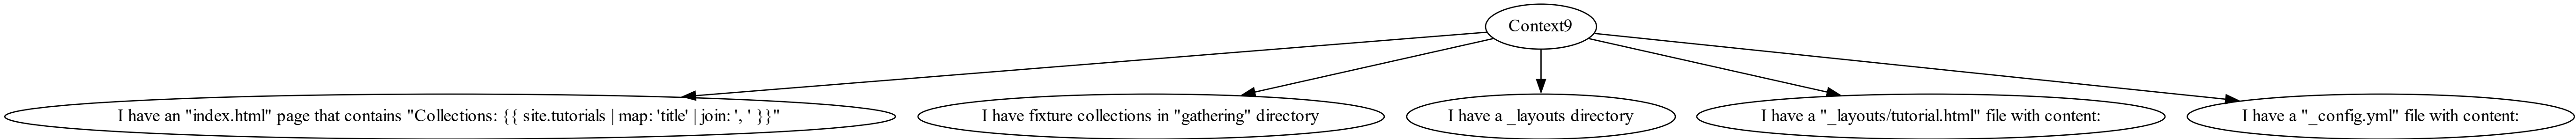 Context9
I have an "index.html" page that contains "Collections: {{ site.tutorials | map: 'title' | join: ', ' }}"
I have fixture collections in "gathering" directory
I have a _layouts directory
I have a "_layouts/tutorial.html" file with content:
I have a "_config.yml" file with content: